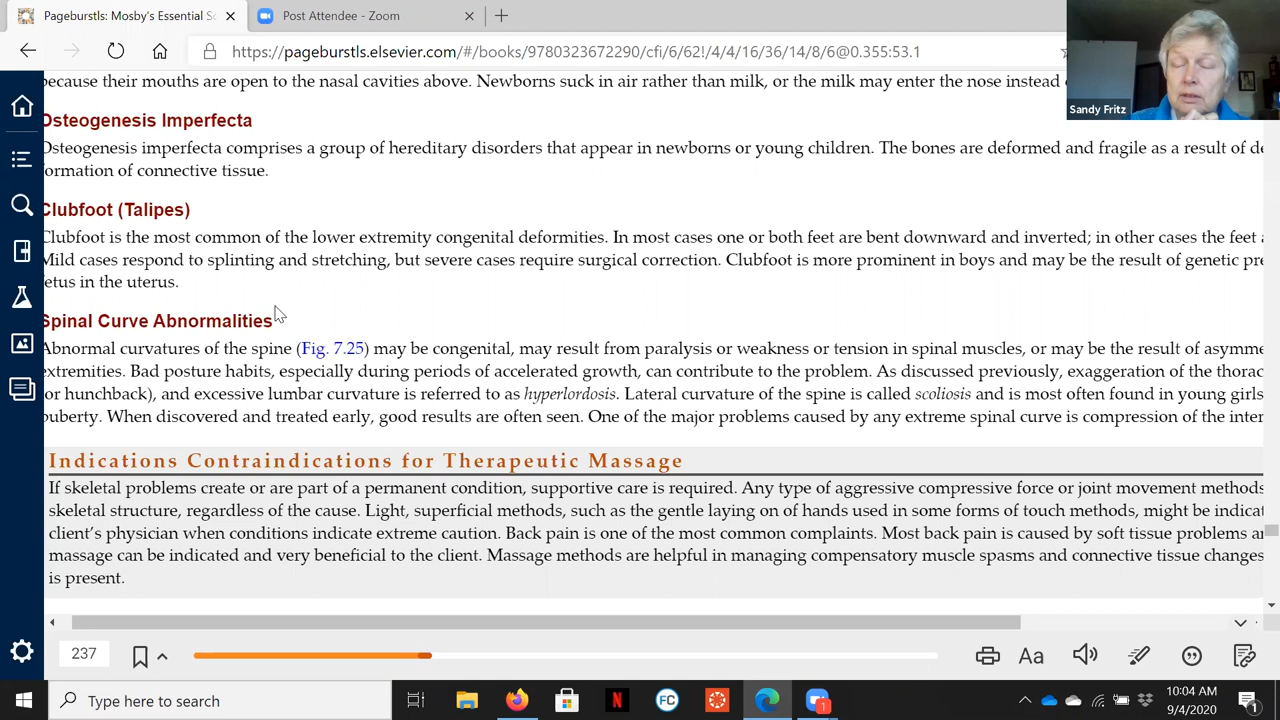 Pageburstls: Mosby's Essential Sc
Post Attendee - Zoom
https://pageburstls.elsevier.com/#/books/9780323672290/cfi/6/62!/4/4/16/36/14/8/6@0.355:53.1
Sandy Fritz
because their mouths are open to the nasal cavities above. Newborns suck in air rather than milk, or the milk may enter the nose instead
Osteogenesis Imperfecta
Osteogenesis imperfecta comprises a group of hereditary disorders that appear in newborns or young children. The bones are deformed and fragile as a result of de
formation of connective tissue.
Clubfoot (Talipes)
Clubfoot is the most common of the lower extremity congenital deformities. In most cases one or both feet are bent downward and inverted; in other cases the feet
Mild cases respond to splinting and stretching, but severe cases require surgical correction. Clubfoot is more prominent in boys and may be the result of genetic pre
fetus in the uterus.
Spinal Curve Abnormalities
Abnormal curvatures of the spine (Fig. 7.25) may be congenital, may result from paralysis or weakness or tension in spinal muscles, or may be the result of asymme
extremities. Bad posture habits, especially during periods of accelerated growth, can contribute to the problem. As discussed previously, exaggeration of the thorac
or hunchback), and excessive lumbar curvature is referred to as hyperlordosis. Lateral curvature of the spine is called scoliosis and is most often found in young girls
puberty. When discovered and treated early, good results are often seen. One of the major problems caused by any extreme spinal curve is compression of the inter
Indications Contraindications for Therapeutic Massage
If skeletal problems create or are part of a permanent condition, supportive care is required. Any type of aggressive compressive force or joint movement methods
skeletal structure, regardless of the cause. Light, superficial methods, such as the gentle laying on of hands used in some forms of touch methods, might be indicat
client's physician when conditions indicate extreme caution. Back pain is one of the most common complaints. Most back pain is caused by soft tissue problems an
massage can be indicated and very beneficial to the client. Massage methods are helpful in managing compensatory muscle spasms and connective tissue changes
is present.
237
Aa
Type here to search
N
FC
1
10:04 AM
9/4/2020
1